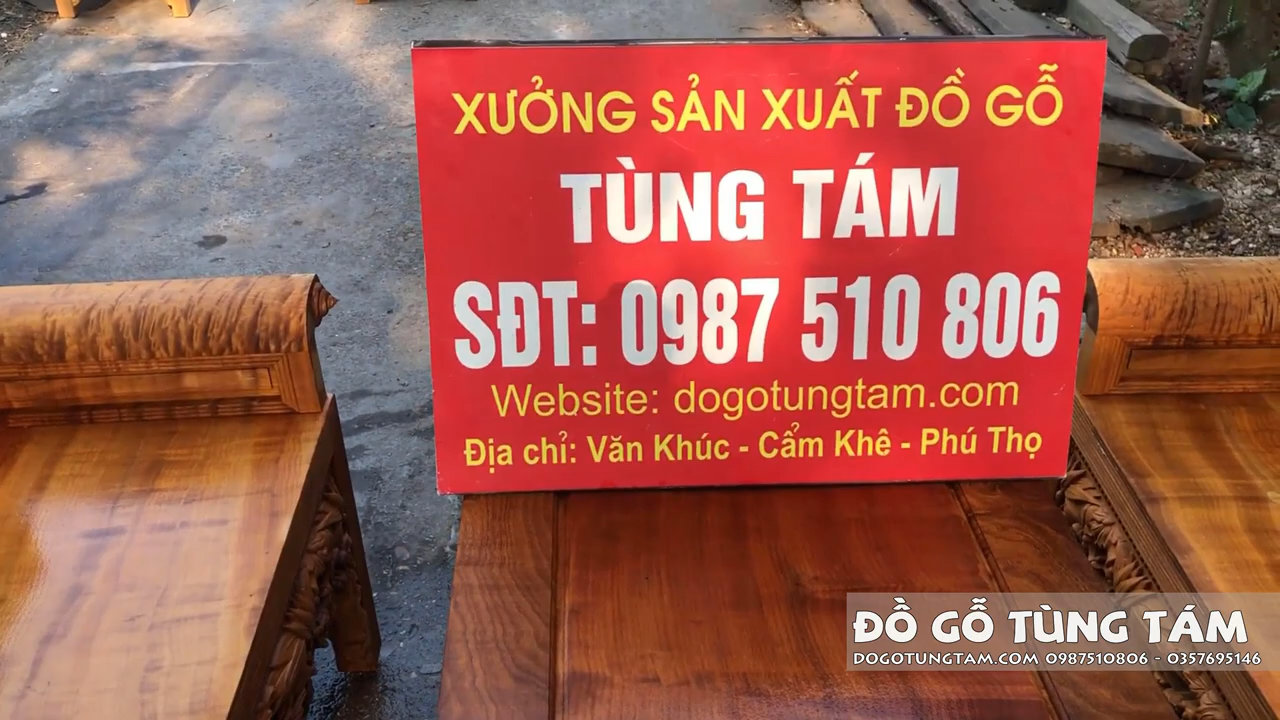 XƯỞNG SẢN XUẤT ĐỒ GỖ
TÙNG TÁM
SĐT: 0987 510 806
Website: dogotungtam.com
Địa chỉ: Văn Khúc - Cẩm Khê - Phú Thọ
ĐỒ GỖ TÙNG TÁM
DOGOTUNGTAM.COM 0987510806 - 0357695146